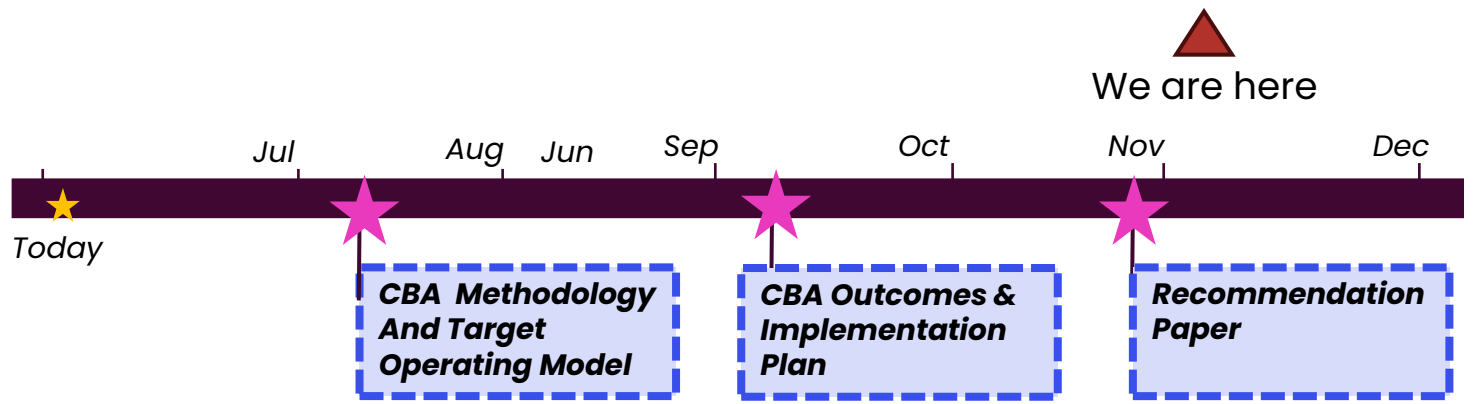 We are here
Jul
Aug
Jun
Sep
Oct
Nov
Dec
Today
CBA Methodology
And Target
Operating Model
CBA Outcomes &
Implementation
Plan
Recommendation
Paper